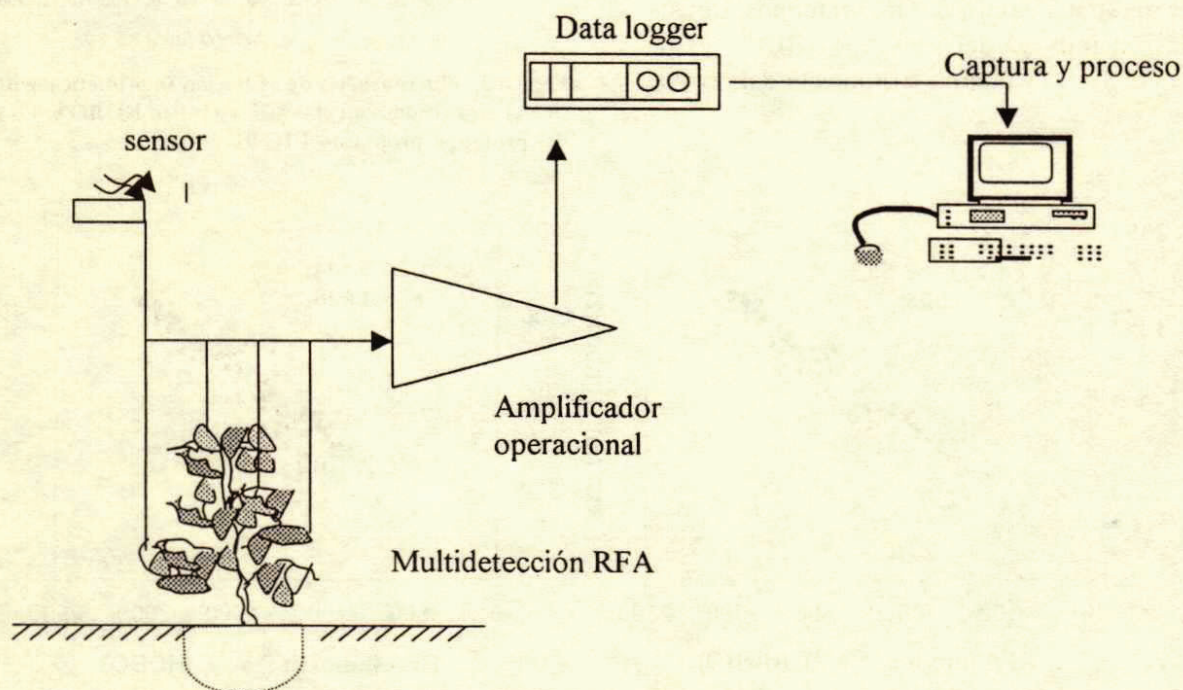 Data logger
Captura y proceso
sensor
Amplificador
operacional
Multidetección RFA